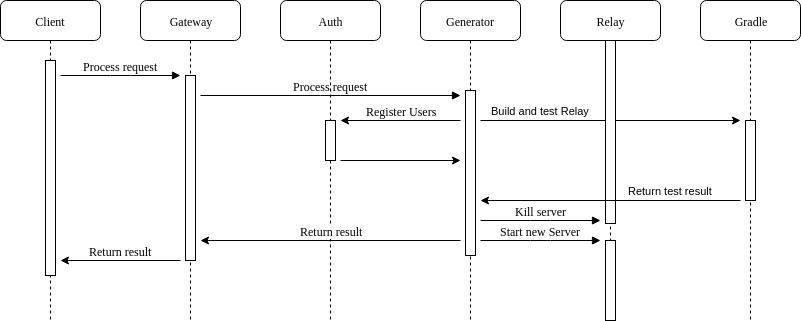 Client
Gateway
Auth
Generator
Relay
Gradle
Process request
Process request
Register Users
Build and test Relay
Return test result
Kill server
Return result
Start new Server
Return result